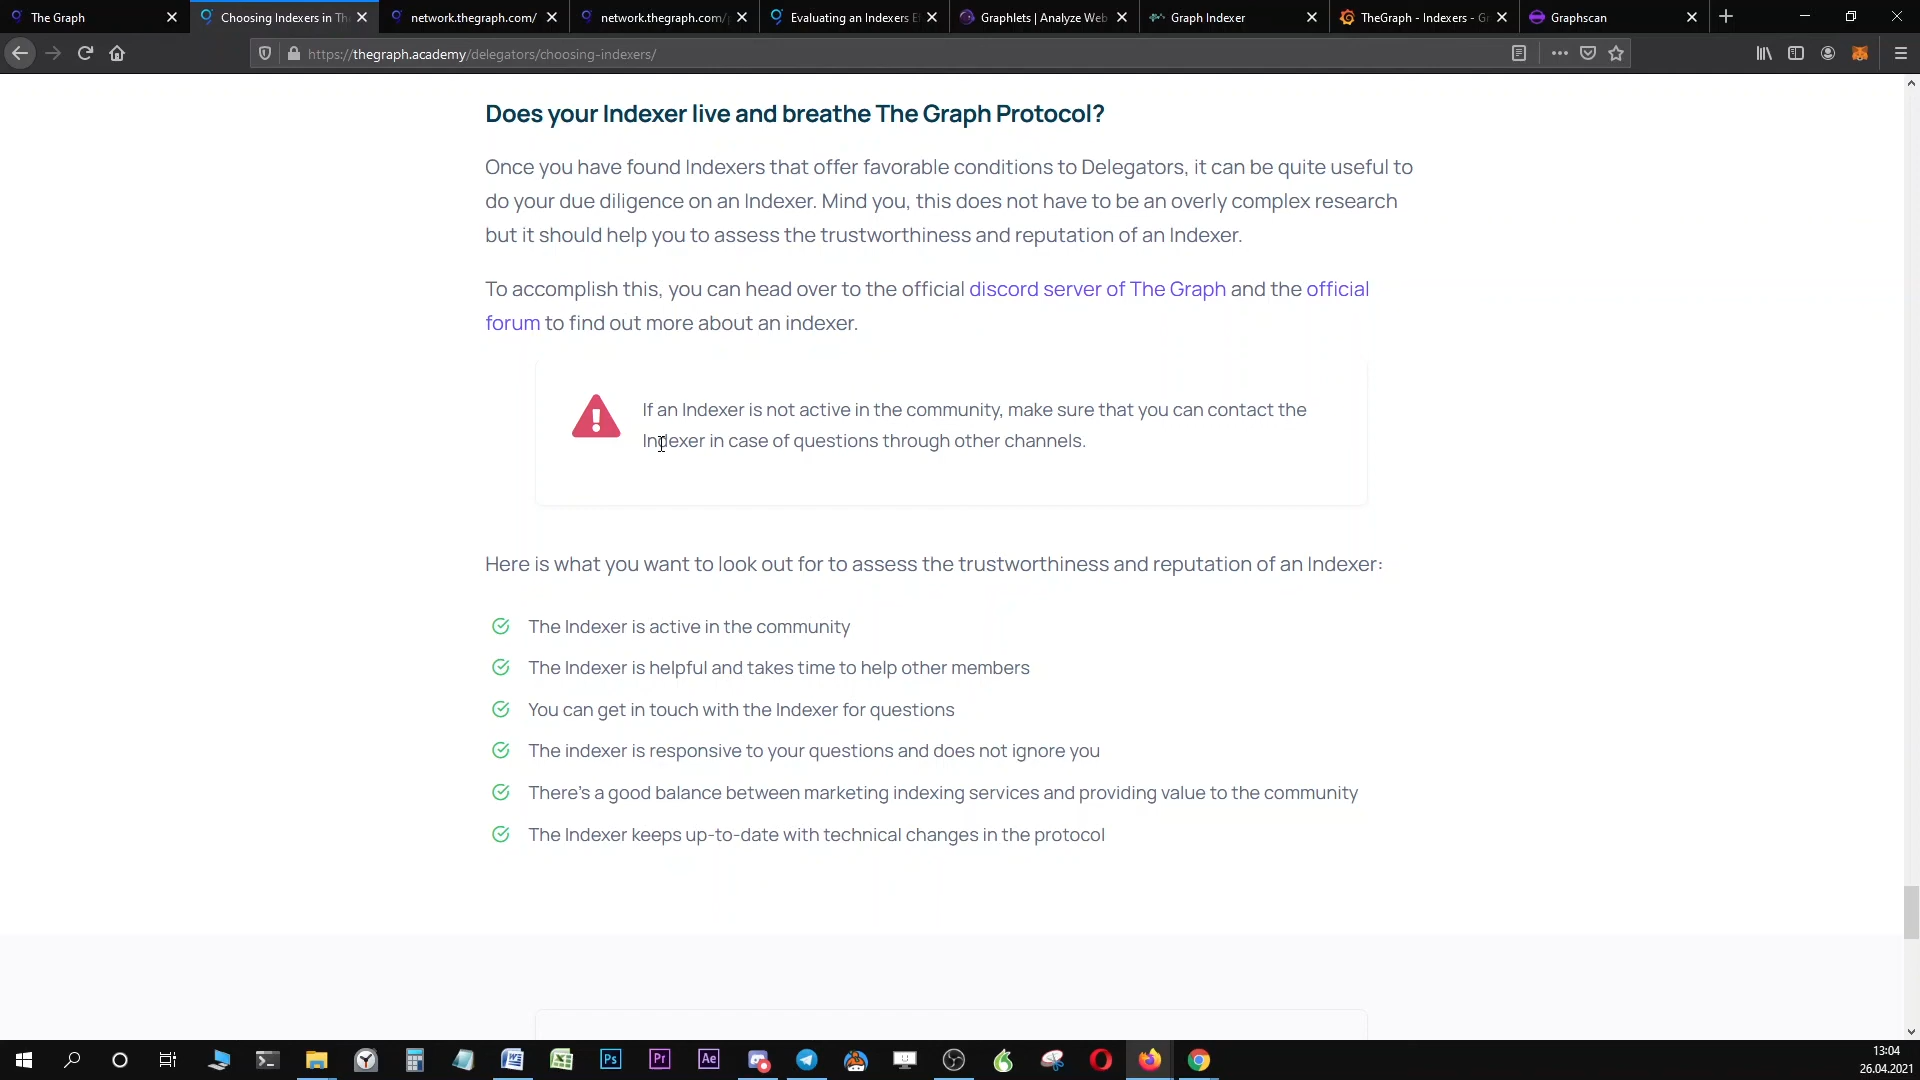 The Graph
Choosing Indexers in Th
network.thegraph.com/
network.thegraph.com/
Evaluating an Indexers E
Graphlets | Analyze Web
Graph Indexer
TheGraph - Indexers - G
Graphscan
https://thegraph.academy/delegators/choosing-indexers/
Does your Indexer live and breathe The Graph Protocol?
Once you have found Indexers that offer favorable conditions to Delegators, it can be quite useful to
do your due diligence on an Indexer. Mind you, this does not have to be an overly complex research
but it should help you to assess the trustworthiness and reputation of an Indexer.
To accomplish this, you can head over to the official discord server of The Graph and the official
forum to find out more about an indexer.
If an Indexer is not active in the community, make sure that you can contact the
Indexer in case of questions through other channels.
Here is what you want to look out for to assess the trustworthiness and reputation of an Indexer:
The Indexer is active in the community
The Indexer is helpful and takes time to help other members
You can get in touch with the Indexer for questions
The indexer is responsive to your questions and does not ignore you
There's a good balance between marketing indexing services and providing value to the community
The Indexer keeps up-to-date with technical changes in the protocol
Ps
Pr
Ae
13:04
26.04.2021